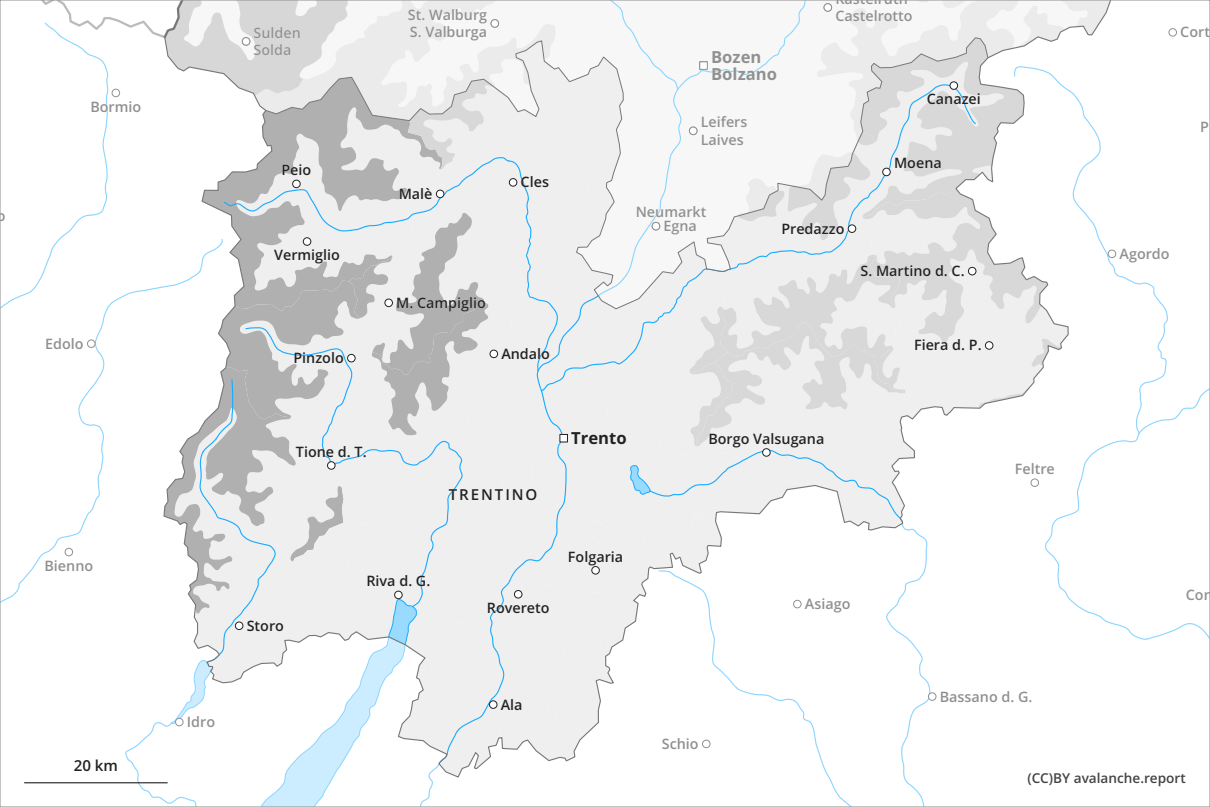 Kastelruth
Castelrotto
St. Walburg
S. Valburga
Sulden
Solda
Cort
Bozen
Bolzano
Bormio
Canazei
Leifers
Laives
P
Moena
Peio
Malè
Cles
Neumarkt
Egna
Predazzo
Vermiglio
Agordo
S. Martino d. C.
M. Campiglio
Edolo
Pinzolo
Andalo
Fiera d. P.
Trento
Borgo Valsugana
Tione d. T.
Feltre
TRENTINO
Bienno
Folgaria
Riva d. G.
Rovereto
Asiago
Cor
Storo
Bassano d. G.
Ala
Idro
Schio
20 km
(CC)BY avalanche.report